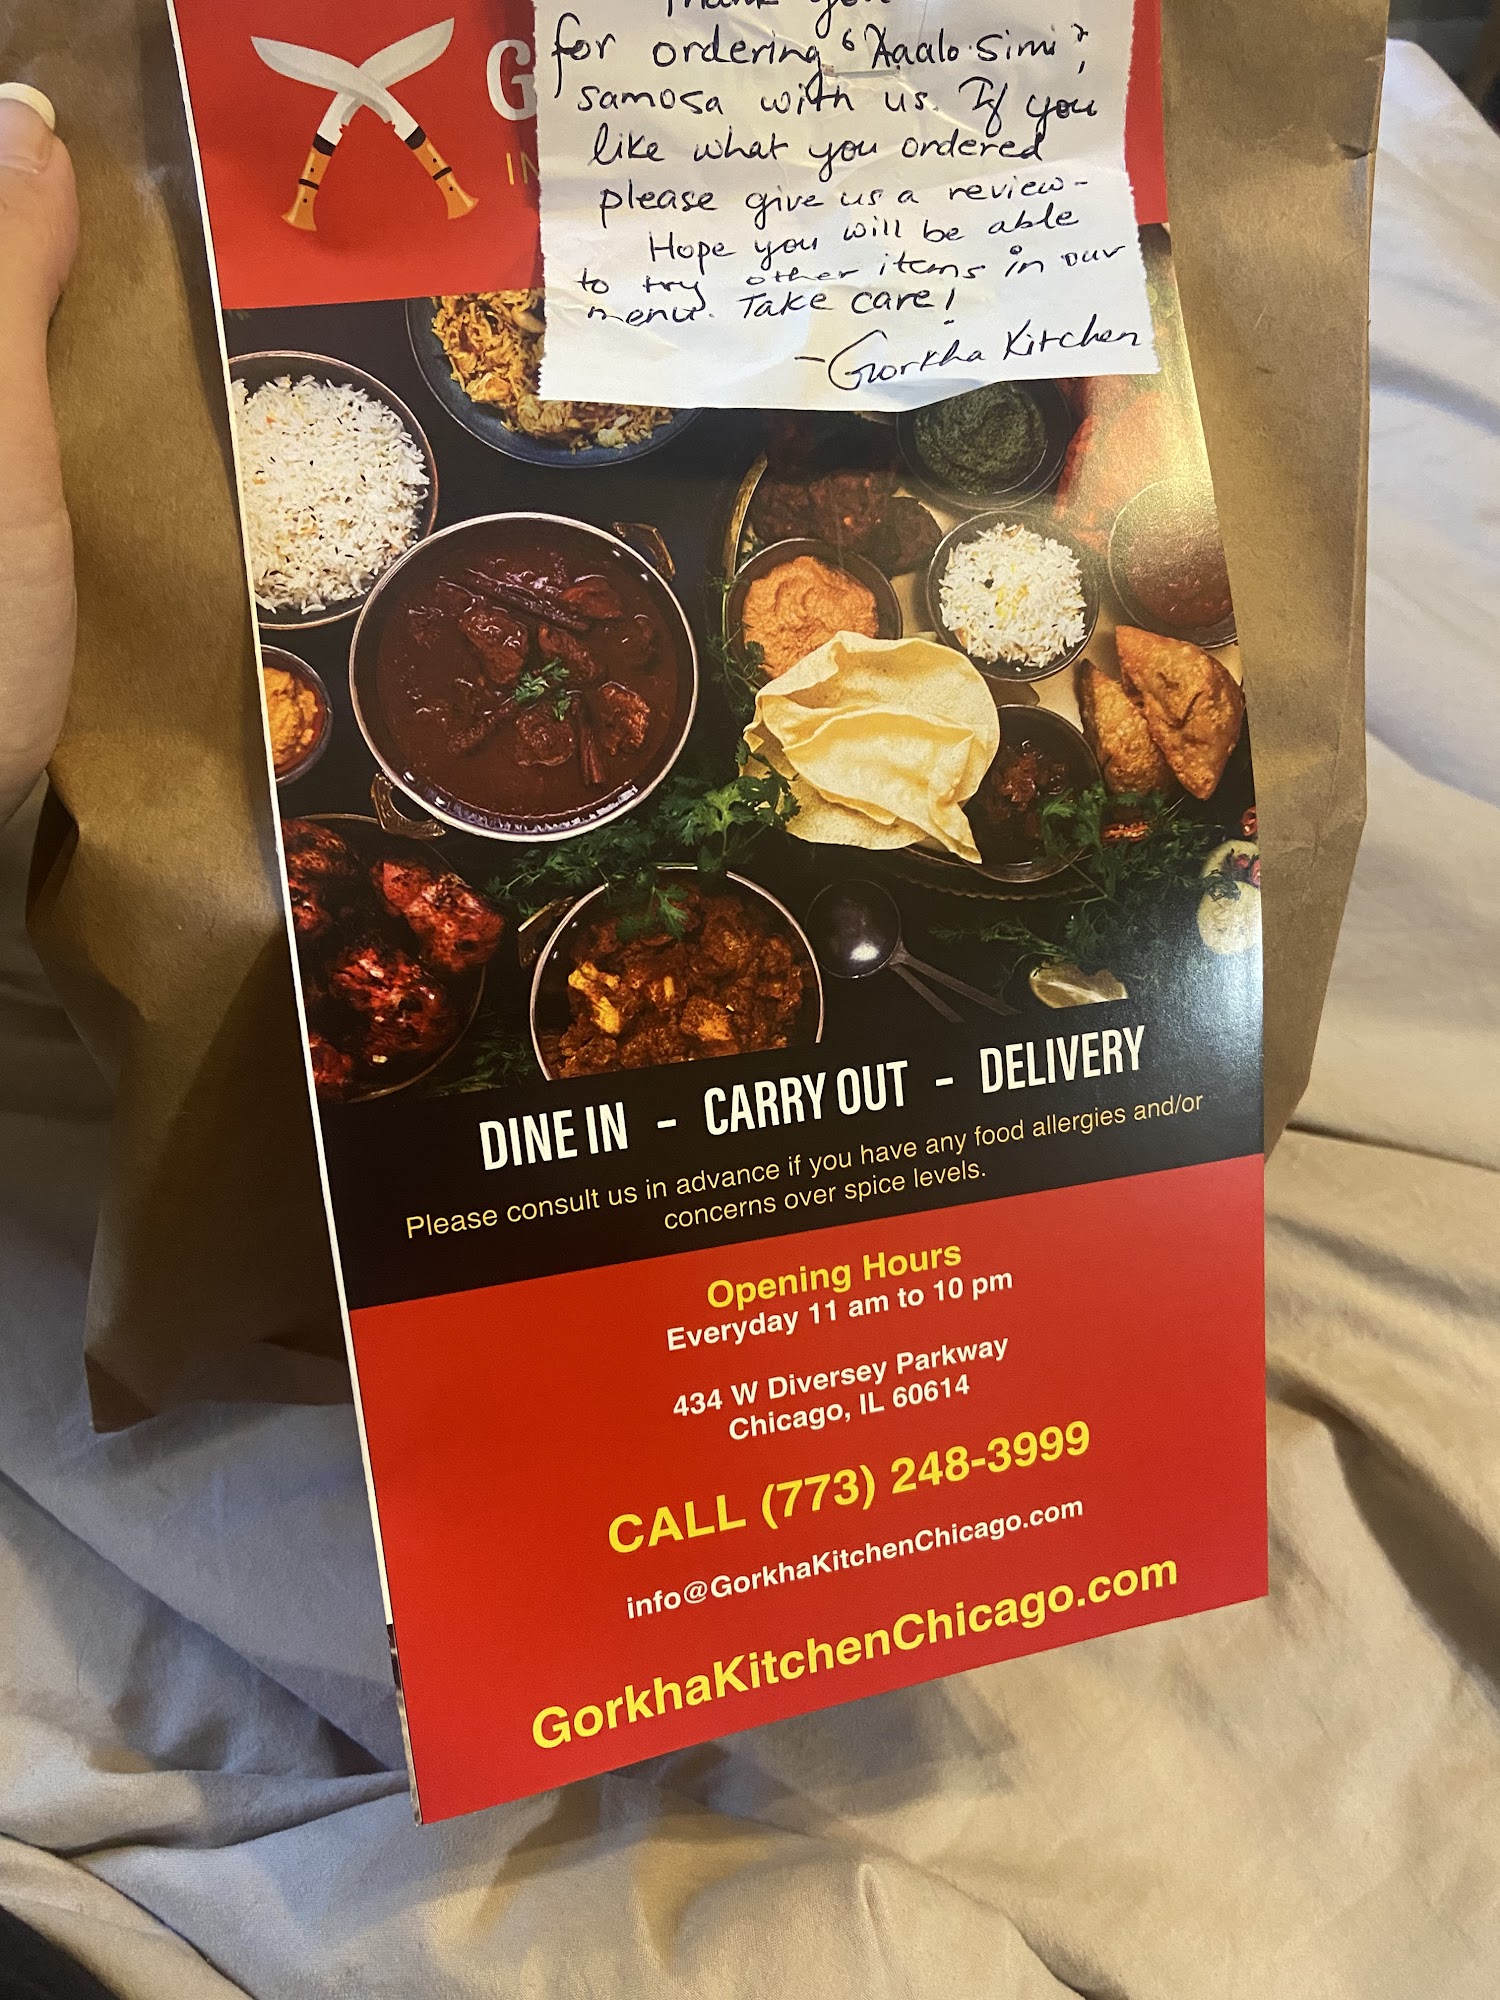 Thank you
for ordering 'Aaalo-Simi',
samosa with us. If you
like what you ordered
please give us a review-
Hope you will be able
to try other items in our
menu. Take care!
- Gorkha Kitchen
G
IN
DINE IN - CARRY OUT - DELIVERY
Please consult us in advance if you have any food allergies and/or
concerns over spice levels.
Opening Hours
Everyday 11 am to 10 pm
434 W Diversey Parkway
Chicago, IL 60614
CALL (773) 248-3999
info@GorkhaKitchenChicago.com
GorkhaKitchenChicago.com